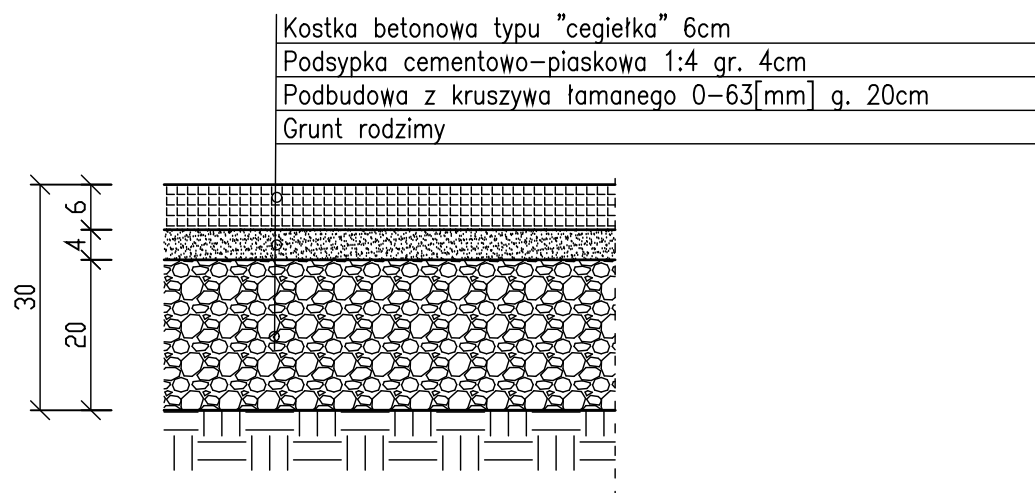 Kostka betonowa typu "cegiełka" 6cm
Podsypka cementowo-piaskowa 1:4 gr. 4cm
Podbudowa z kruszywa łamanego 0-63[mm] g. 20cm
Grunt rodzimy
6
4
30
20